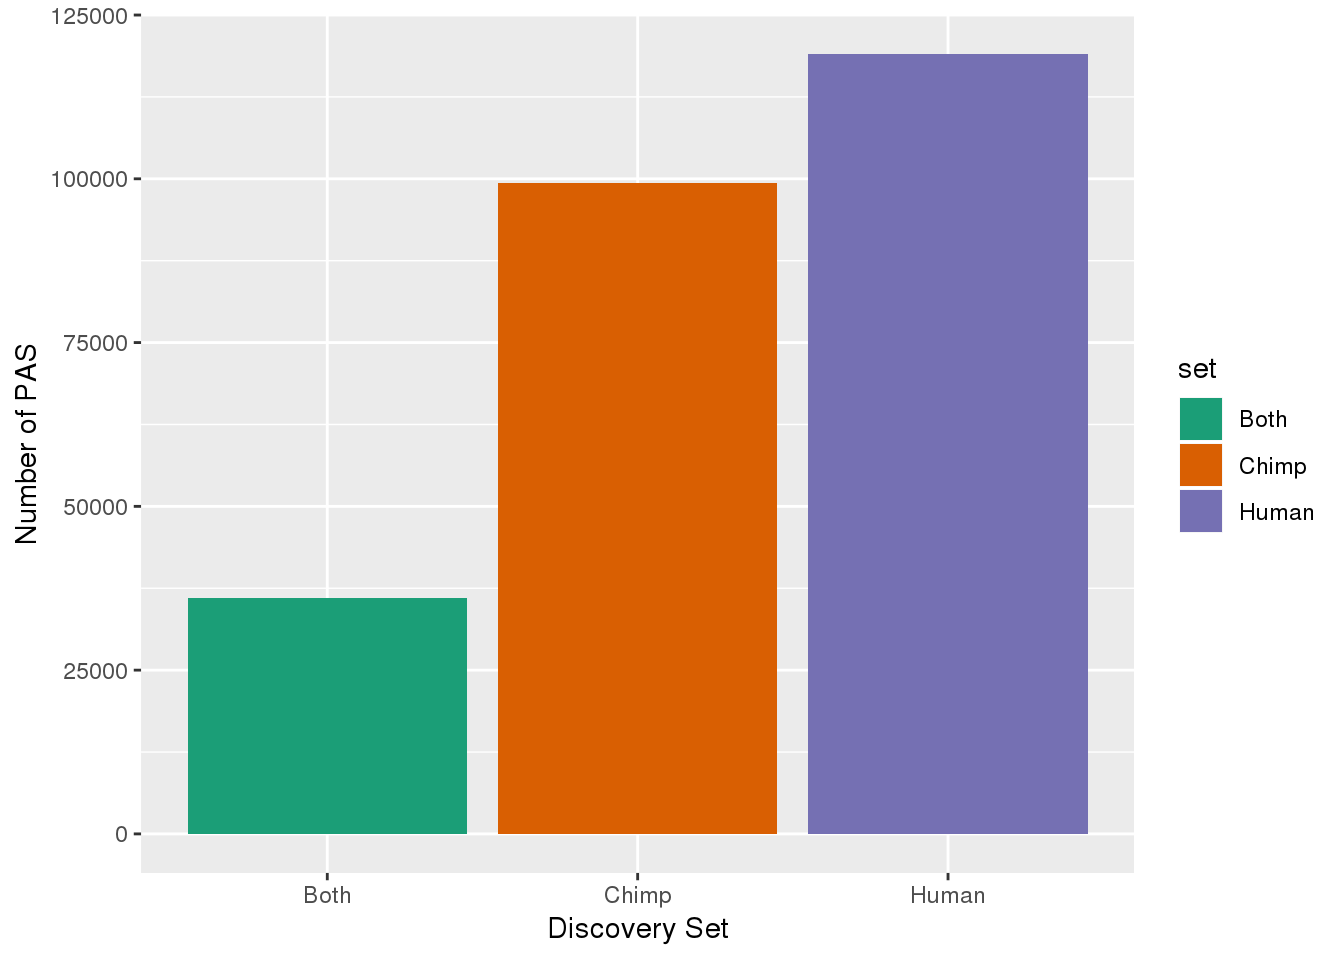 Number of PAS
125000
100000
75000
50000
25000
0
Both
Chimp
Human
Discovery Set
set
Both
Chimp
Human